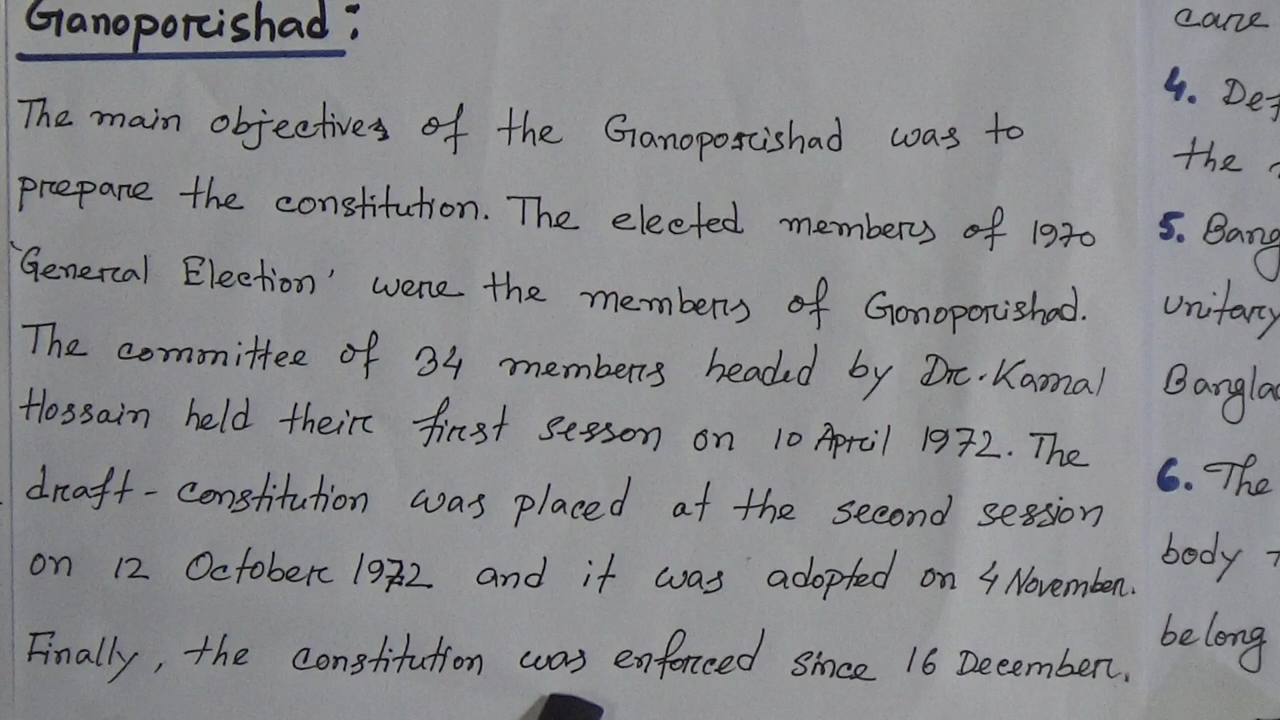 Ganoporishad:
The main objectives of the Ganoporishad was to
prepare the constitution. The elected members of 1970
'General Election' were the members of Gonoporishad.
The committee of 34 members headed by Dr. Kamal
Hossain held their first sesson on 10 April 1972. The
draft-constitution was placed at the second session
on 12 October 1972 and it was adopted on 4 November.
Finally, the constitution was enforced since 16 December.
care
4. Def
the
5. Bang
unitary
Banglad
6. The
body
belong